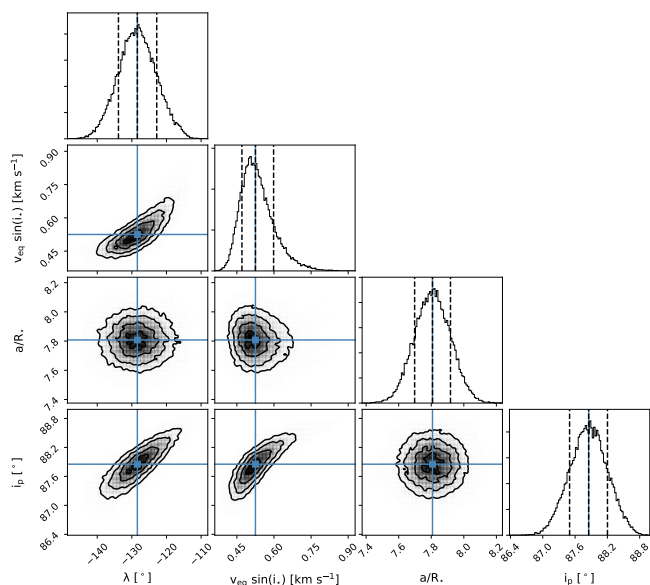 0.90
0.75
0.60
0.45
v_eq sin(i⋆) [km s⁻¹]
8.2
8.0
7.8
7.6
7.4
a/R⋆
88.8
88.2
87.6
87.0
86.4
i_p [°]
−140 −130 −120 −110
0.45 0.60 0.75 0.90
7.4 7.6 7.8 8.0 8.2
86.4 87.0 87.6 88.2 88.8
λ [°] v_eq sin(i⋆) [km s⁻¹] a/R⋆ i_p [°]